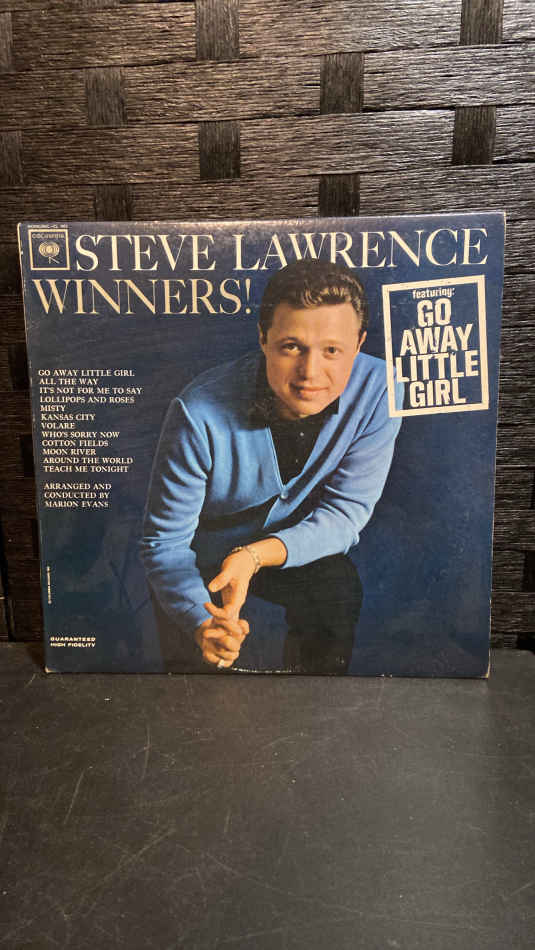 COLUMBIA
STEVE LAWRENCE
WINNERS!
featuring:
GO
AWAY
LITTLE
GIRL
GO AWAY LITTLE GIRL
ALL THE WAY
IT'S NOT FOR ME TO SAY
LOLLIPOPS AND ROSES
MISTY
KANSAS CITY
VOLARE
WHO'S SORRY NOW
COTTON FIELDS
MOON RIVER
AROUND THE WORLD
TEACH ME TONIGHT
ARRANGED AND
CONDUCTED BY
MARION EVANS
GUARANTEED
HIGH FIDELITY